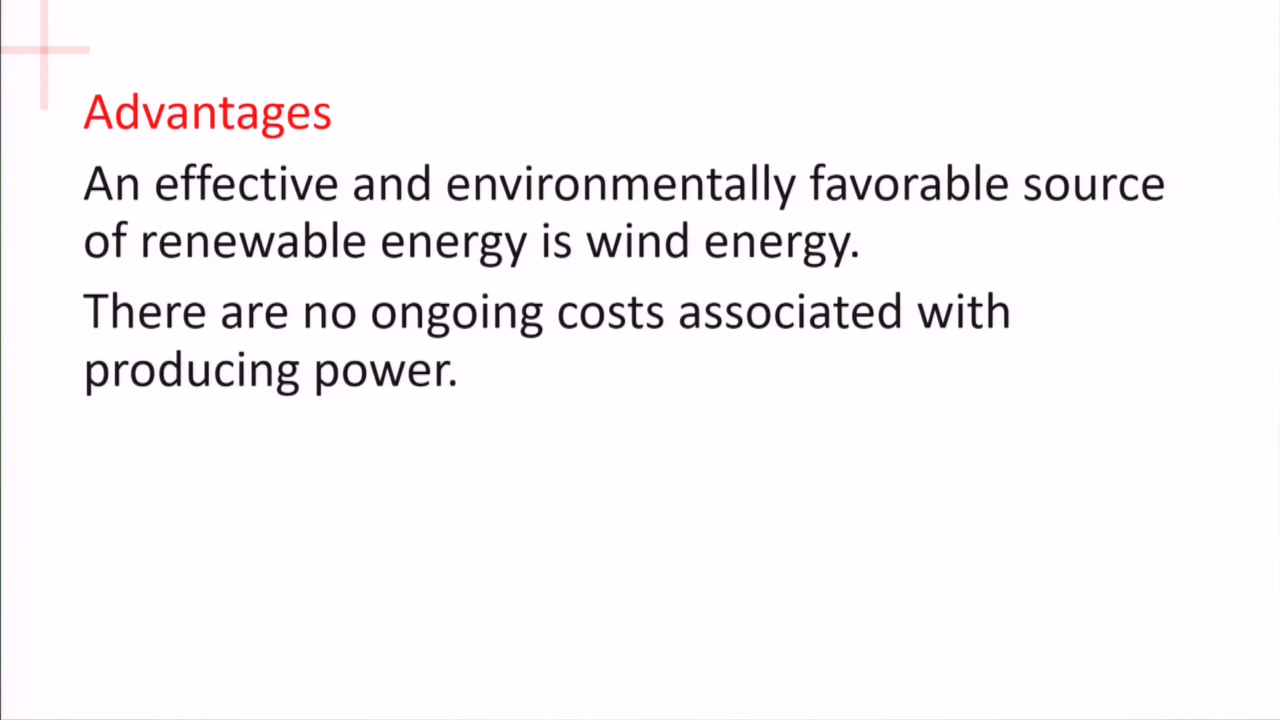 Advantages
An effective and environmentally favorable source
of renewable energy is wind energy.
There are no ongoing costs associated with
producing power.